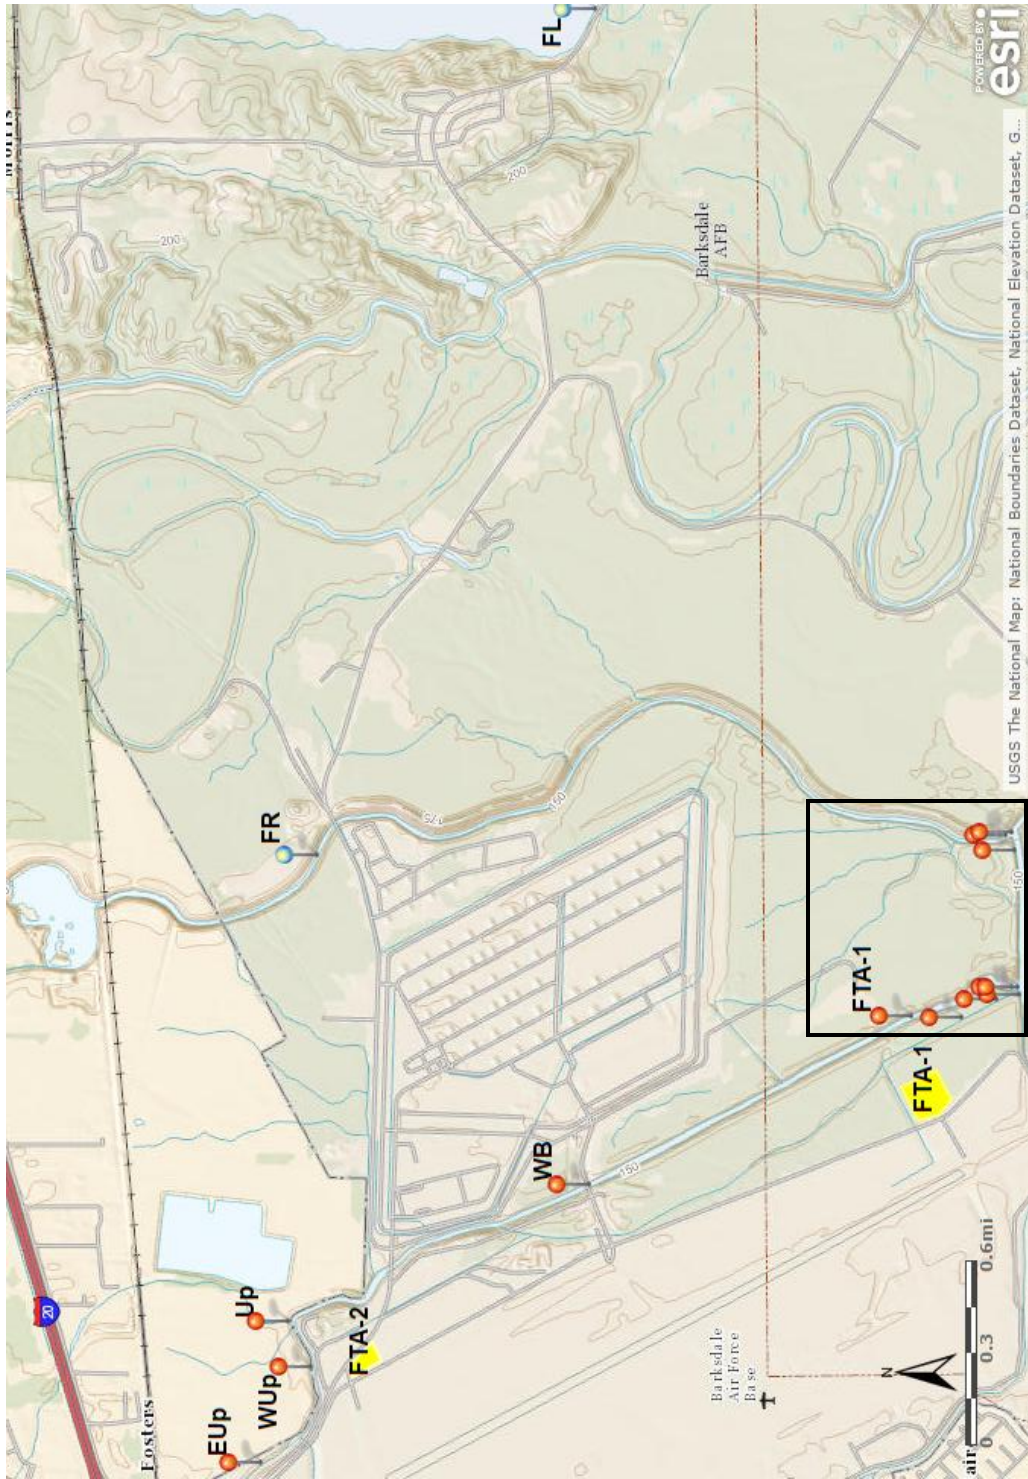 20
Fosters
200
EUp
Up
WUp
FR
FTA-2
175
200
WB
FL
150
150
Barksdale
AFB
Barksdale
Air Force
Base
FTA-1
N
FTA-1
air
0 0.3 0.6mi
POWERED BY
esri
150
USGS The National Map: National Boundaries Dataset, National Elevation Dataset, G...